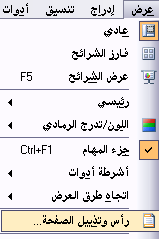 عرض إدراج تنسيق أدوات
عادي
فارز الشرائح
عرض الشرائح F5
رئيسي
اللون/تدرج الرمادي
جزء المهام Ctrl+F1
أشرطة أدوات
اتجاه طرق العرض
رأس وتذييل الصفحة...